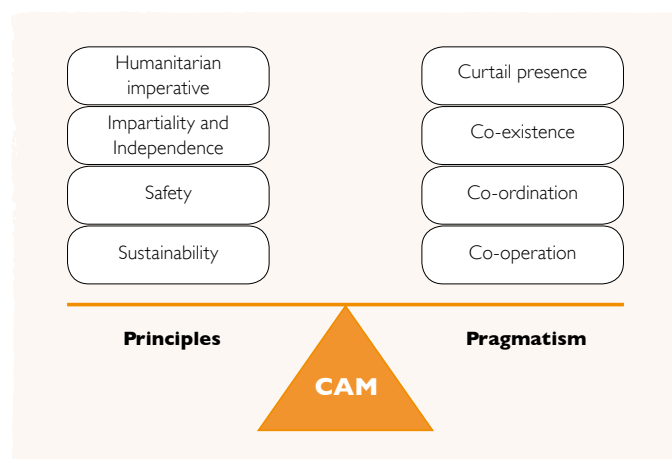 Humanitarian
imperative
Impartiality and
Independence
Safety
Sustainability
Curtail presence
Co-existence
Co-ordination
Co-operation
Principles
Pragmatism
CAM